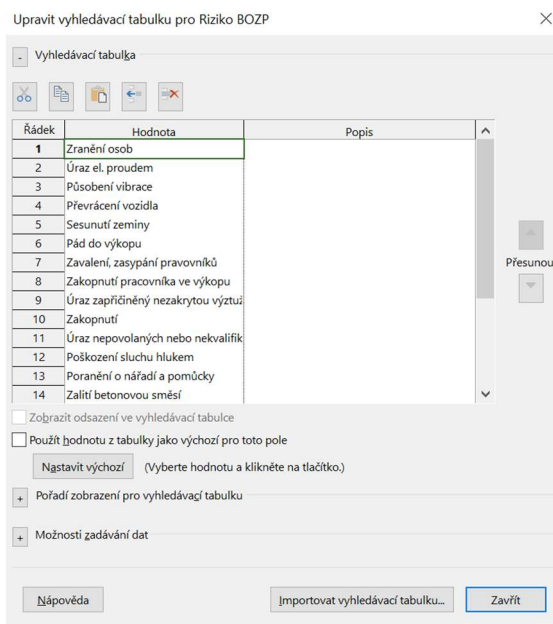 Upravit vyhledávací tabulku pro Riziko BOZP
Vyhledávací tabulka
Řádek Hodnota Popis
1 Zranění osob
2 Úraz el. proudem
3 Působení vibrace
4 Převrácení vozidla
5 Sesunutí zeminy
6 Pád do výkopu
7 Zavalení, zasypání pravovníků
8 Zakopnutí pracovníka ve výkopu
9 Úraz zapřičiněný nezakrytou výztuž
10 Zakopnutí
11 Úraz nepovolaných nebo nekvalifik
12 Poškození sluchu hlukem
13 Poranění o nářadí a pomůcky
14 Zalití betonovou směsí
Přesunou
Zobrazit odsazení ve vyhledávací tabulce
Použít hodnotu z tabulky jako výchozí pro toto pole
Nastavit výchozí (Vyberte hodnotu a klikněte na tlačítko.)
+ Pořadí zobrazení pro vyhledávací tabulku
+ Možnosti zadávání dat
Nápověda Importovat vyhledávací tabulku... Zavřít